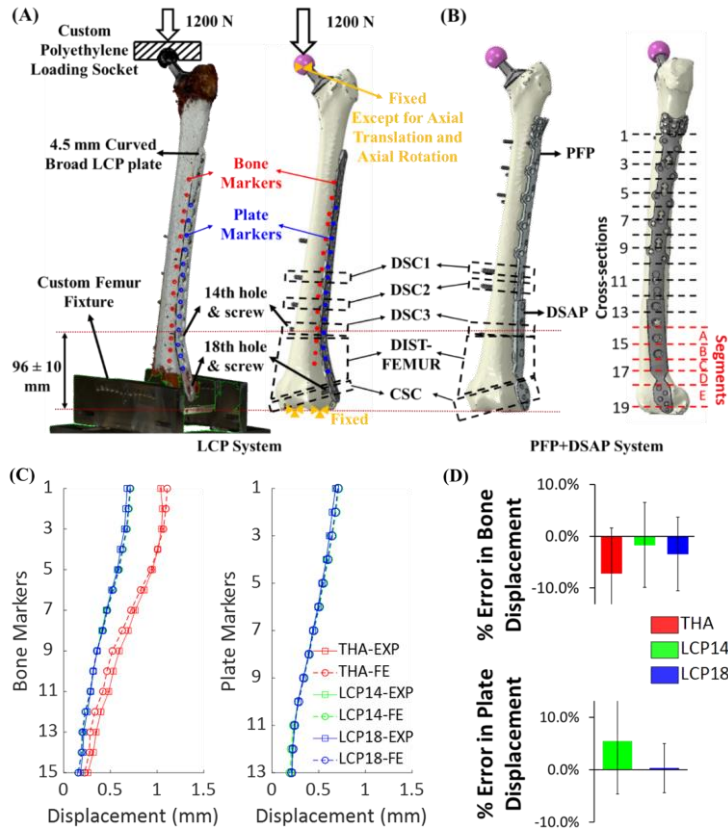 (A)
1200 N
1200 N
(B)
Custom
Polyethylene
Loading Socket
Fixed
Except for Axial
Translation and
Axial Rotation
4.5 mm Curved
Broad LCP plate
Bone
Markers
Plate
Markers
PFP
Cross-sections
1
3
5
7
9
11
13
15
17
19
A
B
C
D
E
Segments
Custom Femur
Fixture
14th hole
& screw
18th hole
& screw
DSC1
DSC2
DSC3
DSAP
DIST-
FEMUR
CSC
96 ± 10
mm
Fixed
LCP System
PFP+DSAP System
(C)
Bone Markers
1
3
5
7
9
11
13
15
0
0.5
1
1.5
Displacement (mm)
Plate Markers
1
3
5
7
9
11
13
0
0.5
1
1.5
Displacement (mm)
THA-EXP
THA-FE
LCP14-EXP
LCP14-FE
LCP18-EXP
LCP18-FE
(D)
% Error in Bone
Displacement
10.0%
0.0%
-10.0%
THA
LCP14
LCP18
% Error in Plate
Displacement
10.0%
0.0%
-10.0%